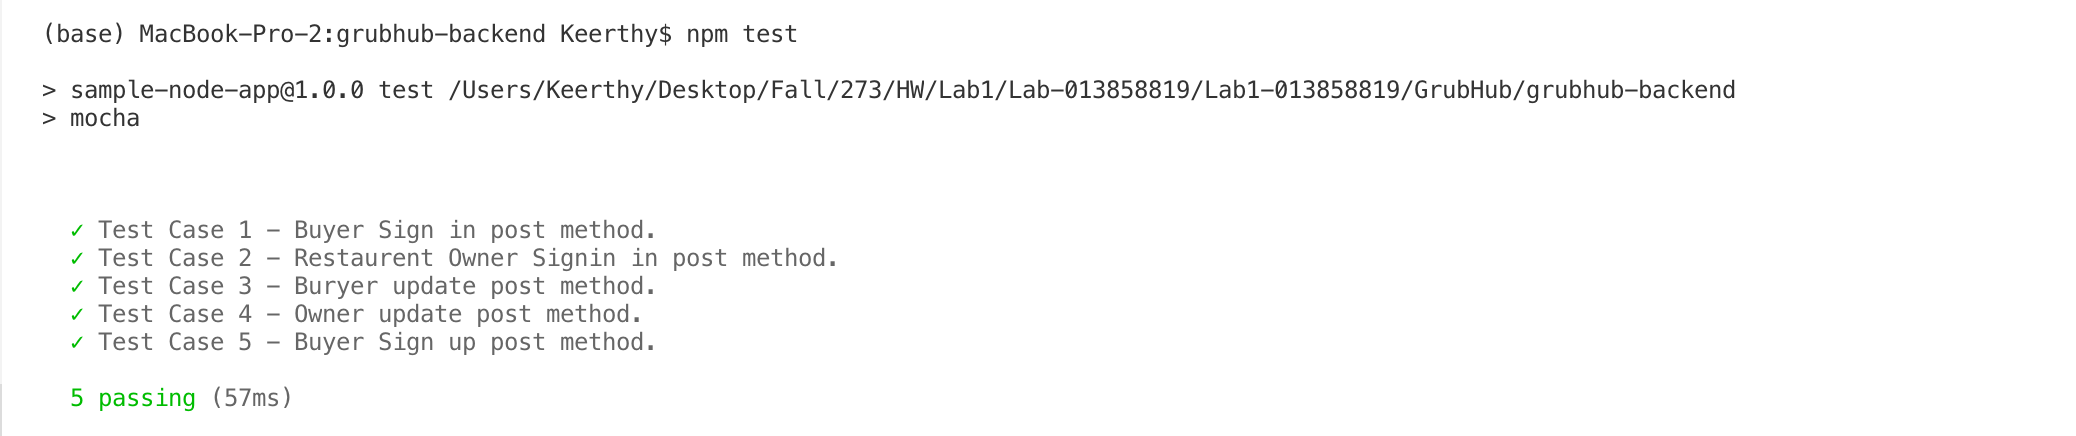 (base) MacBook-Pro-2:grubhub-backend Keerthy$ npm test
> sample-node-app@1.0.0 test /Users/Keerthy/Desktop/Fall/273/HW/Lab1/Lab-013858819/Lab1-013858819/GrubHub/grubhub-backend
> mocha
✓ Test Case 1 - Buyer Sign in post method.
✓ Test Case 2 - Restaurent Owner Signin in post method.
✓ Test Case 3 - Buryer update post method.
✓ Test Case 4 - Owner update post method.
✓ Test Case 5 - Buyer Sign up post method.
5 passing (57ms)